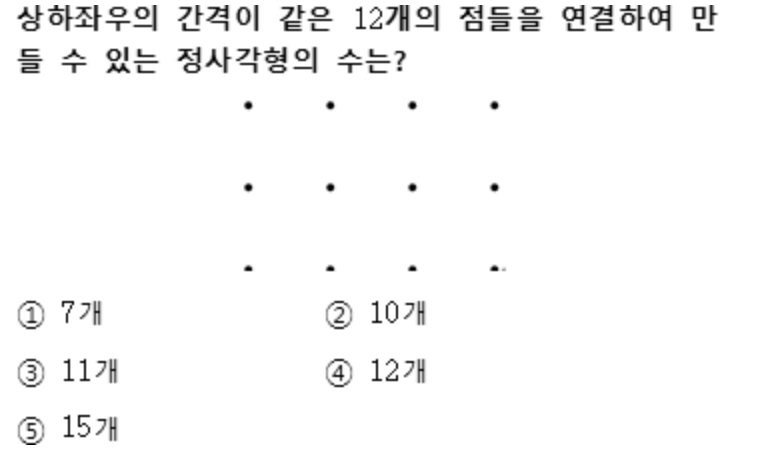 상하좌우의 간격이 같은 12개의 점들을 연결하여 만
들 수 있는 정사각형의 수는?
① 7개 ② 10개
③ 11개 ④ 12개
⑤ 15개